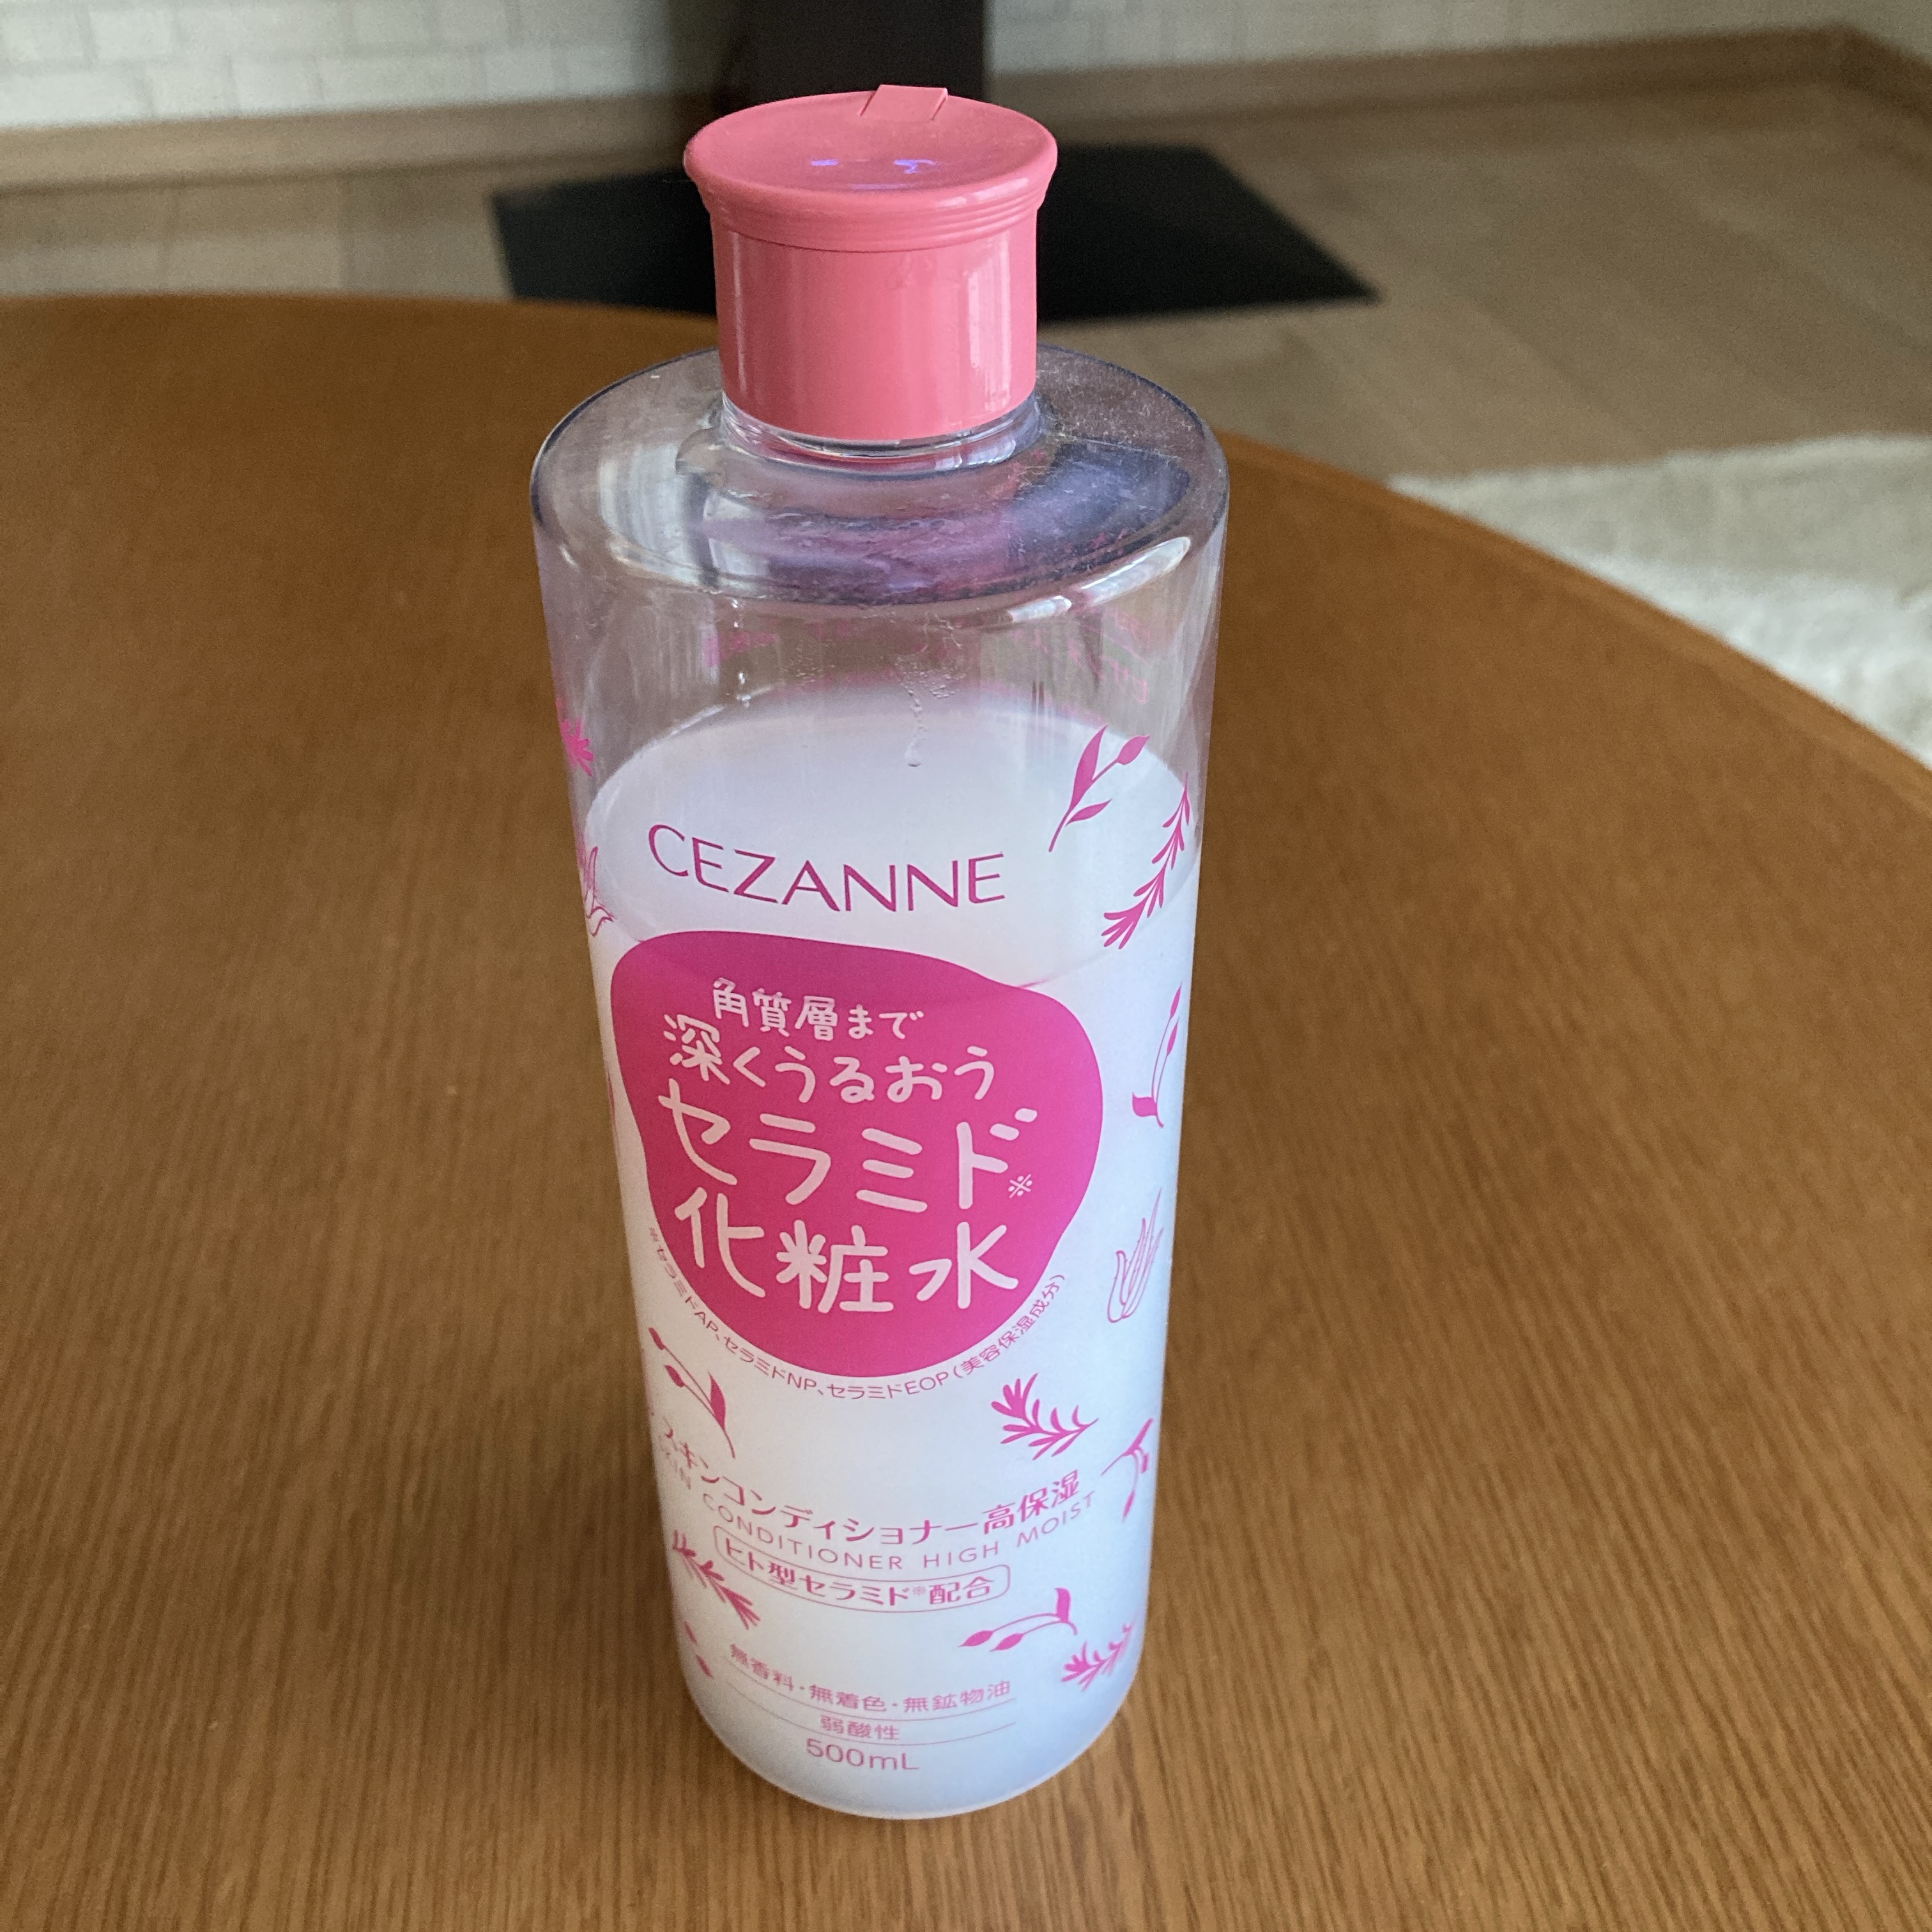 CEZANNE
角質層まで
深くうるおう
セラミド※
化粧水
※セラミドAP、セラミドNP、セラミドEOP(美容保湿成分)
スキンコンディショナー高保湿
SKIN CONDITIONER HIGH MOIST
ヒト型セラミド※配合
無香料・無着色・無鉱物油
弱酸性
500mL